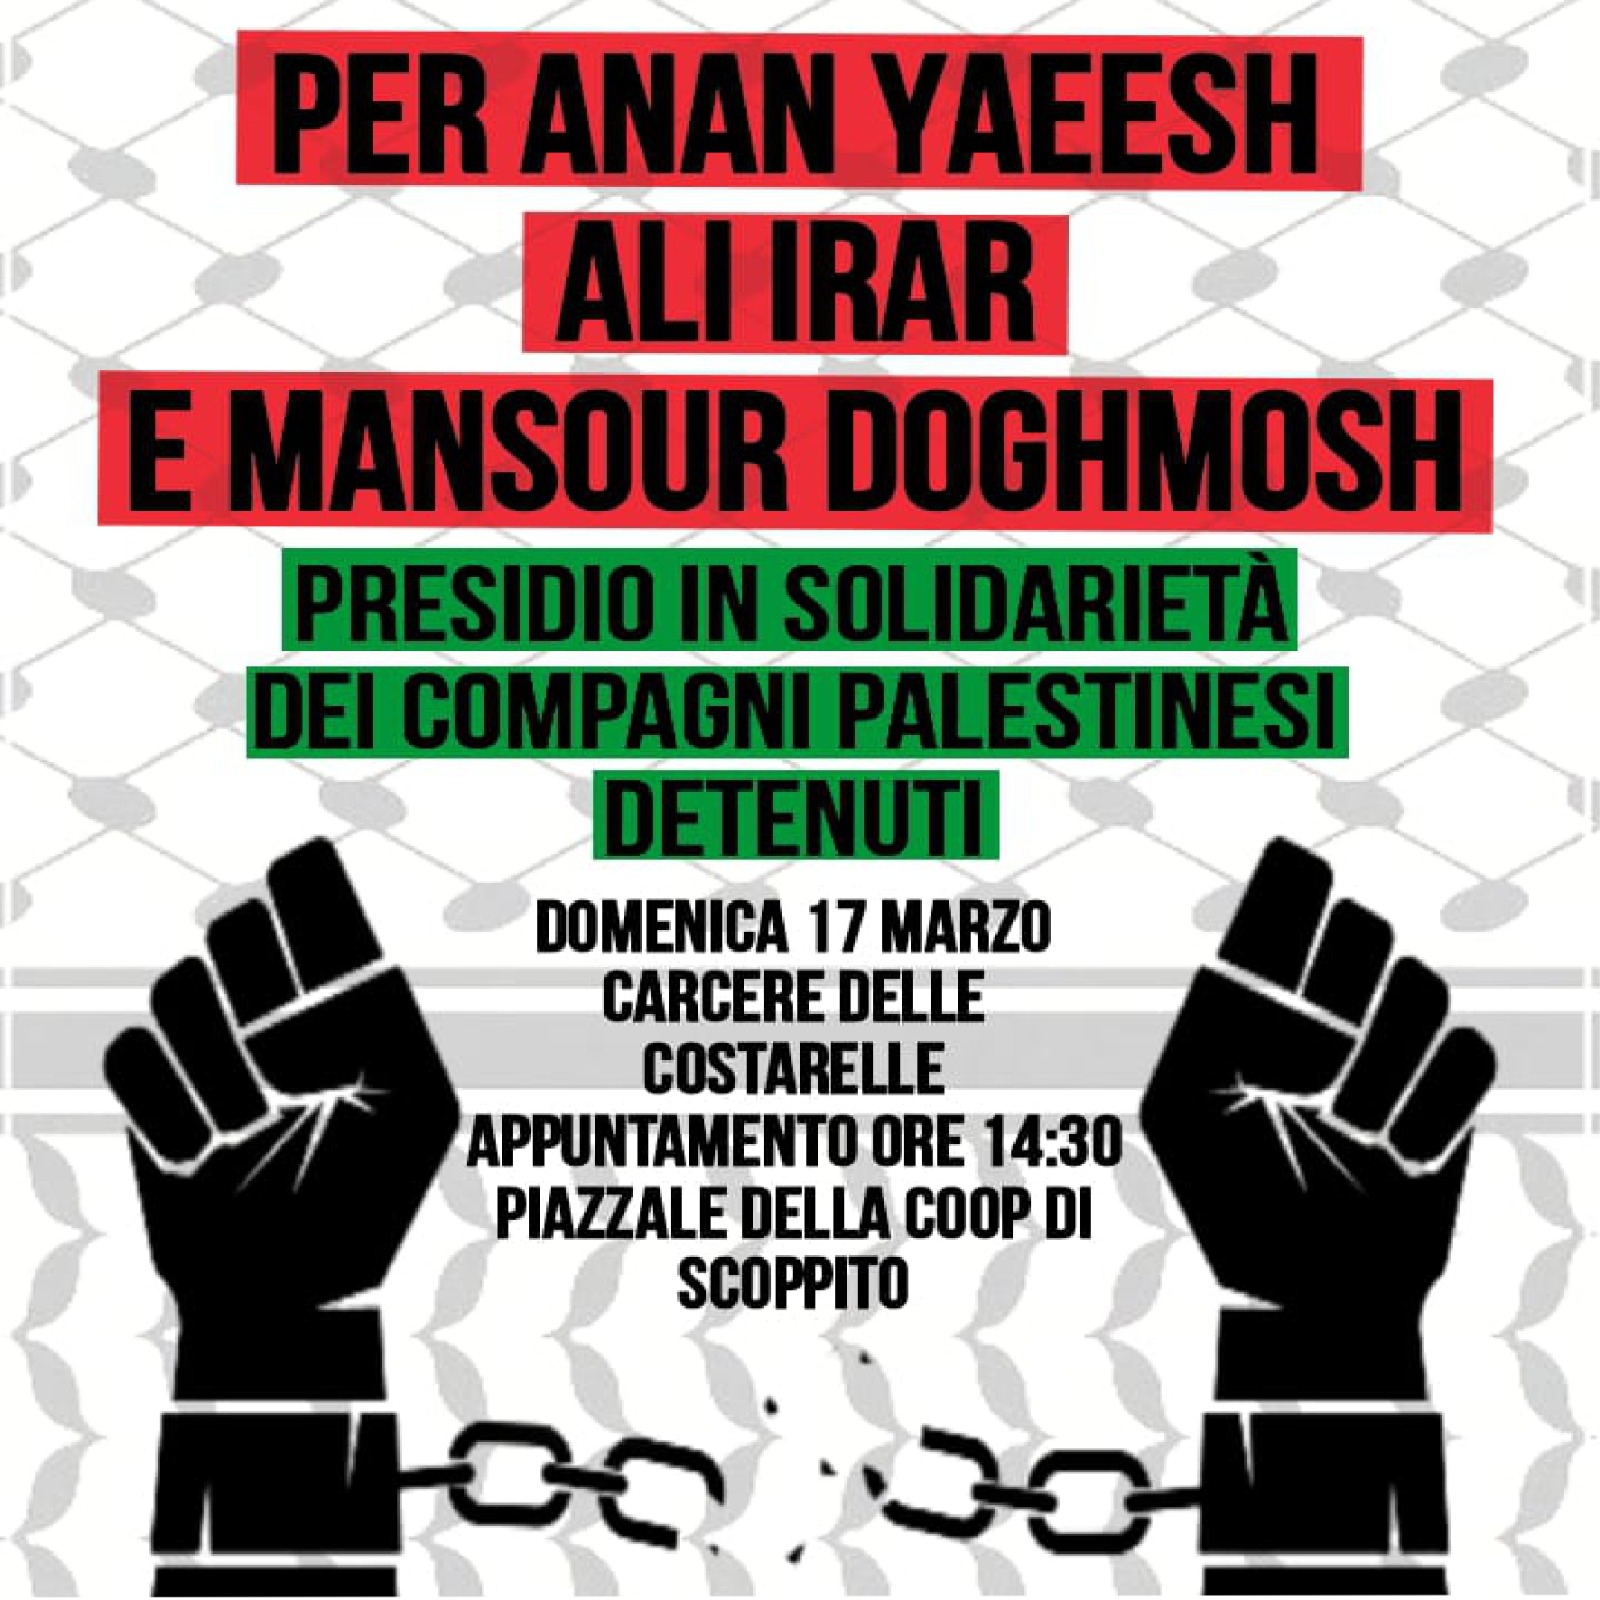 PER ANAN YAEESH
ALI IRAR
E MANSOUR DOGHMOSH
PRESIDIO IN SOLIDARIETÀ
DEI COMPAGNI PALESTINESI
DETENUTI
DOMENICA 17 MARZO
CARCERE DELLE
COSTARELLE
APPUNTAMENTO ORE 14:30
PIAZZALE DELLA COOP DI
SCOPPITO